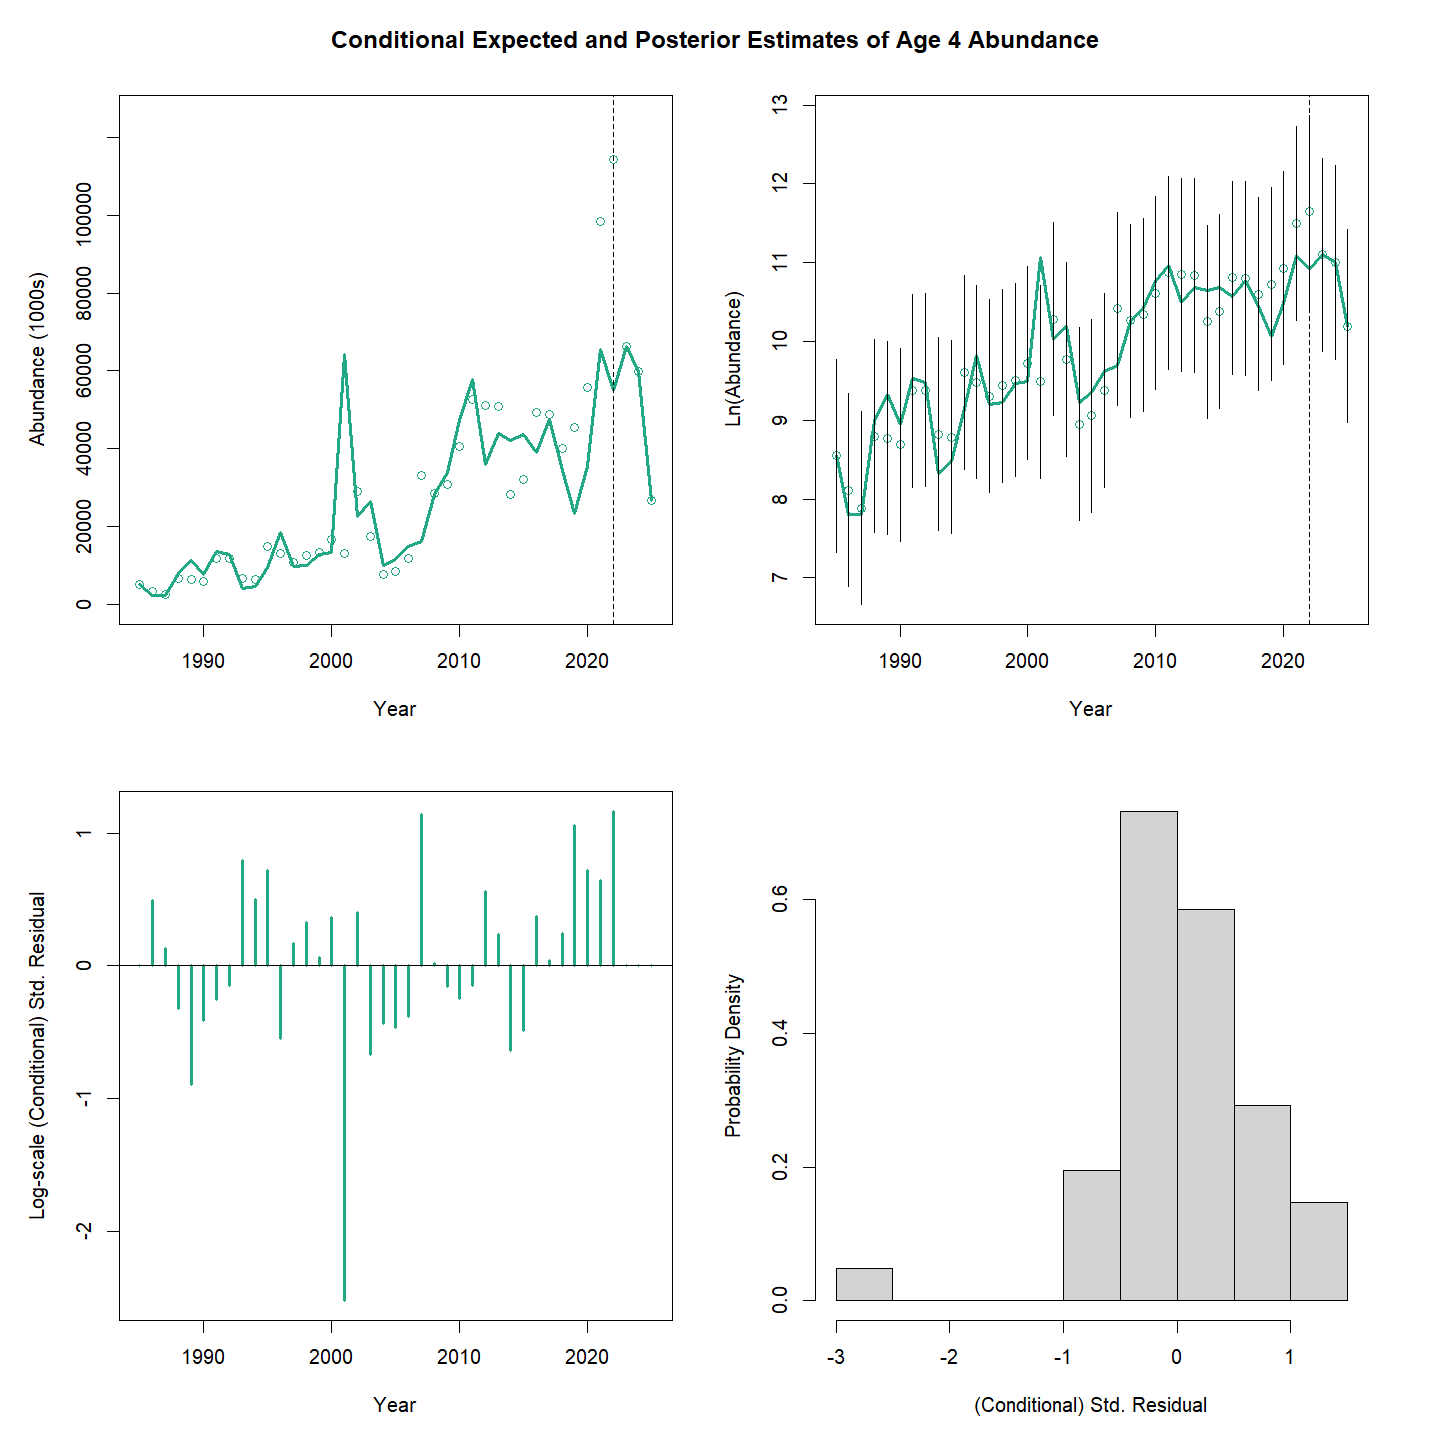 Conditional Expected and Posterior Estimates of Age 4 Abundance
Abundance (1000s)
0 20000 40000 60000 80000 100000
1990 2000 2010 2020
Year
Ln(Abundance)
7 8 9 10 11 12 13
1990 2000 2010 2020
Year
Log-scale (Conditional) Std. Residual
-2 -1 0 1
1990 2000 2010 2020
Year
Probability Density
0.0 0.2 0.4 0.6
-3 -2 -1 0 1
(Conditional) Std. Residual